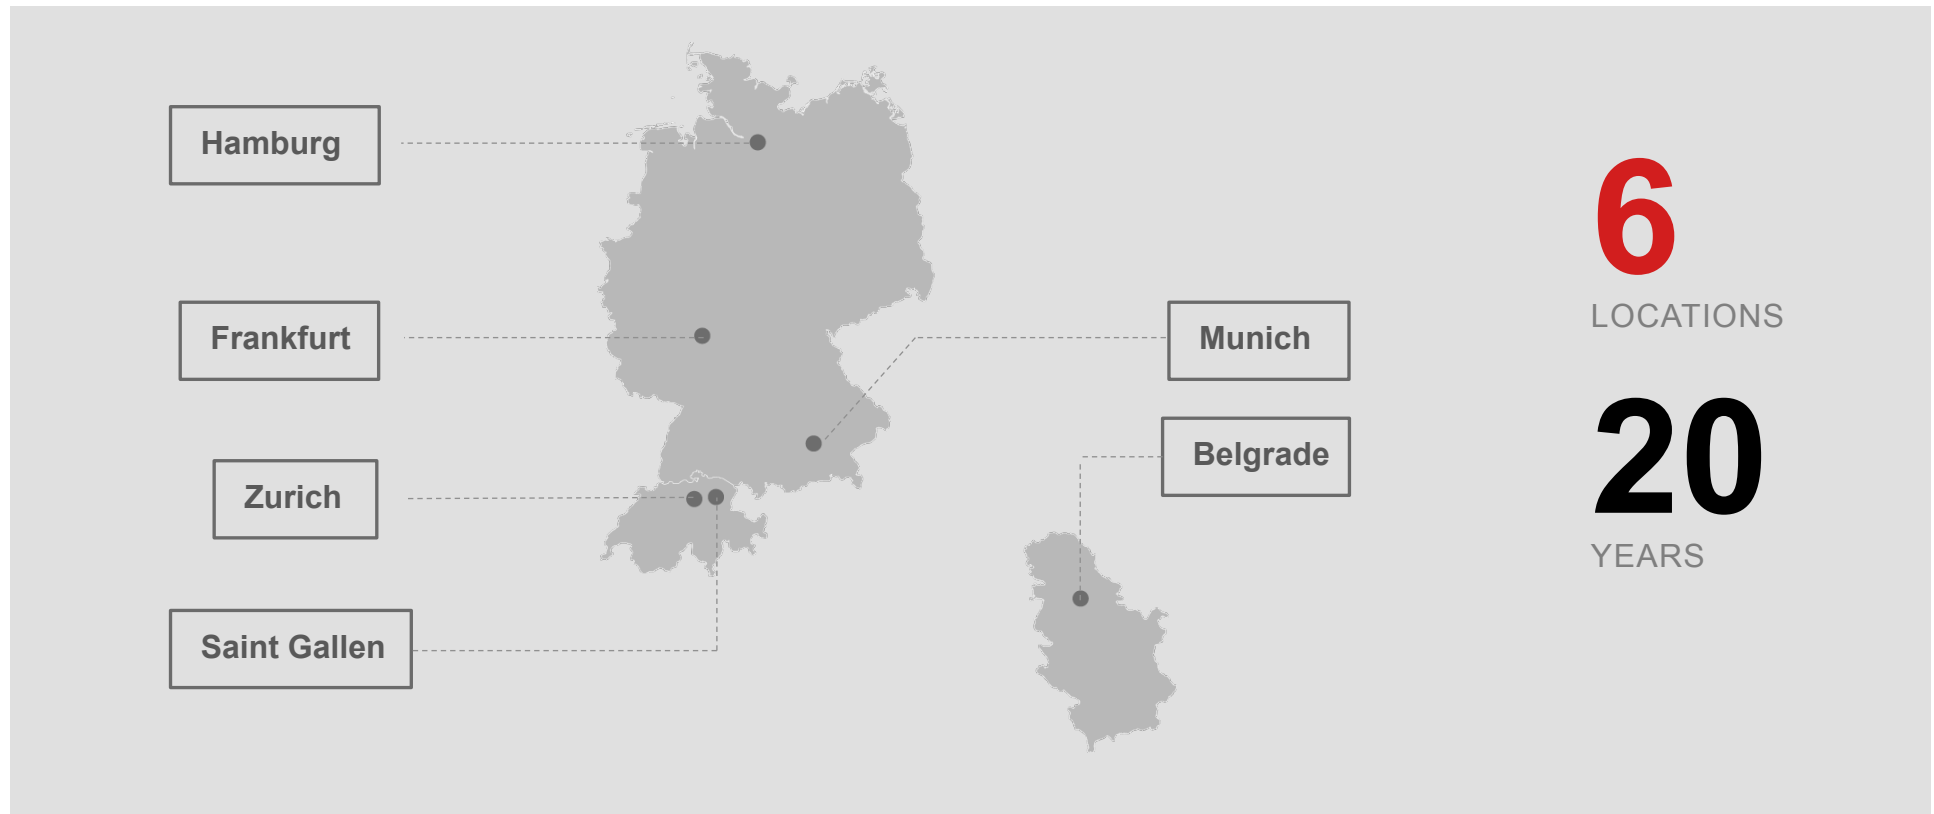 Hamburg
Frankfurt
Zurich
Saint Gallen
Munich
Belgrade
6
LOCATIONS
20
YEARS